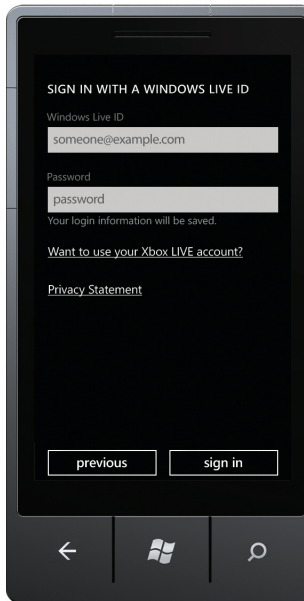 SIGN IN WITH A WINDOWS LIVE ID
Windows Live ID
someone@example.com
Password
password
Your login information will be saved.
Want to use your Xbox LIVE account?
Privacy Statement
previous
sign in